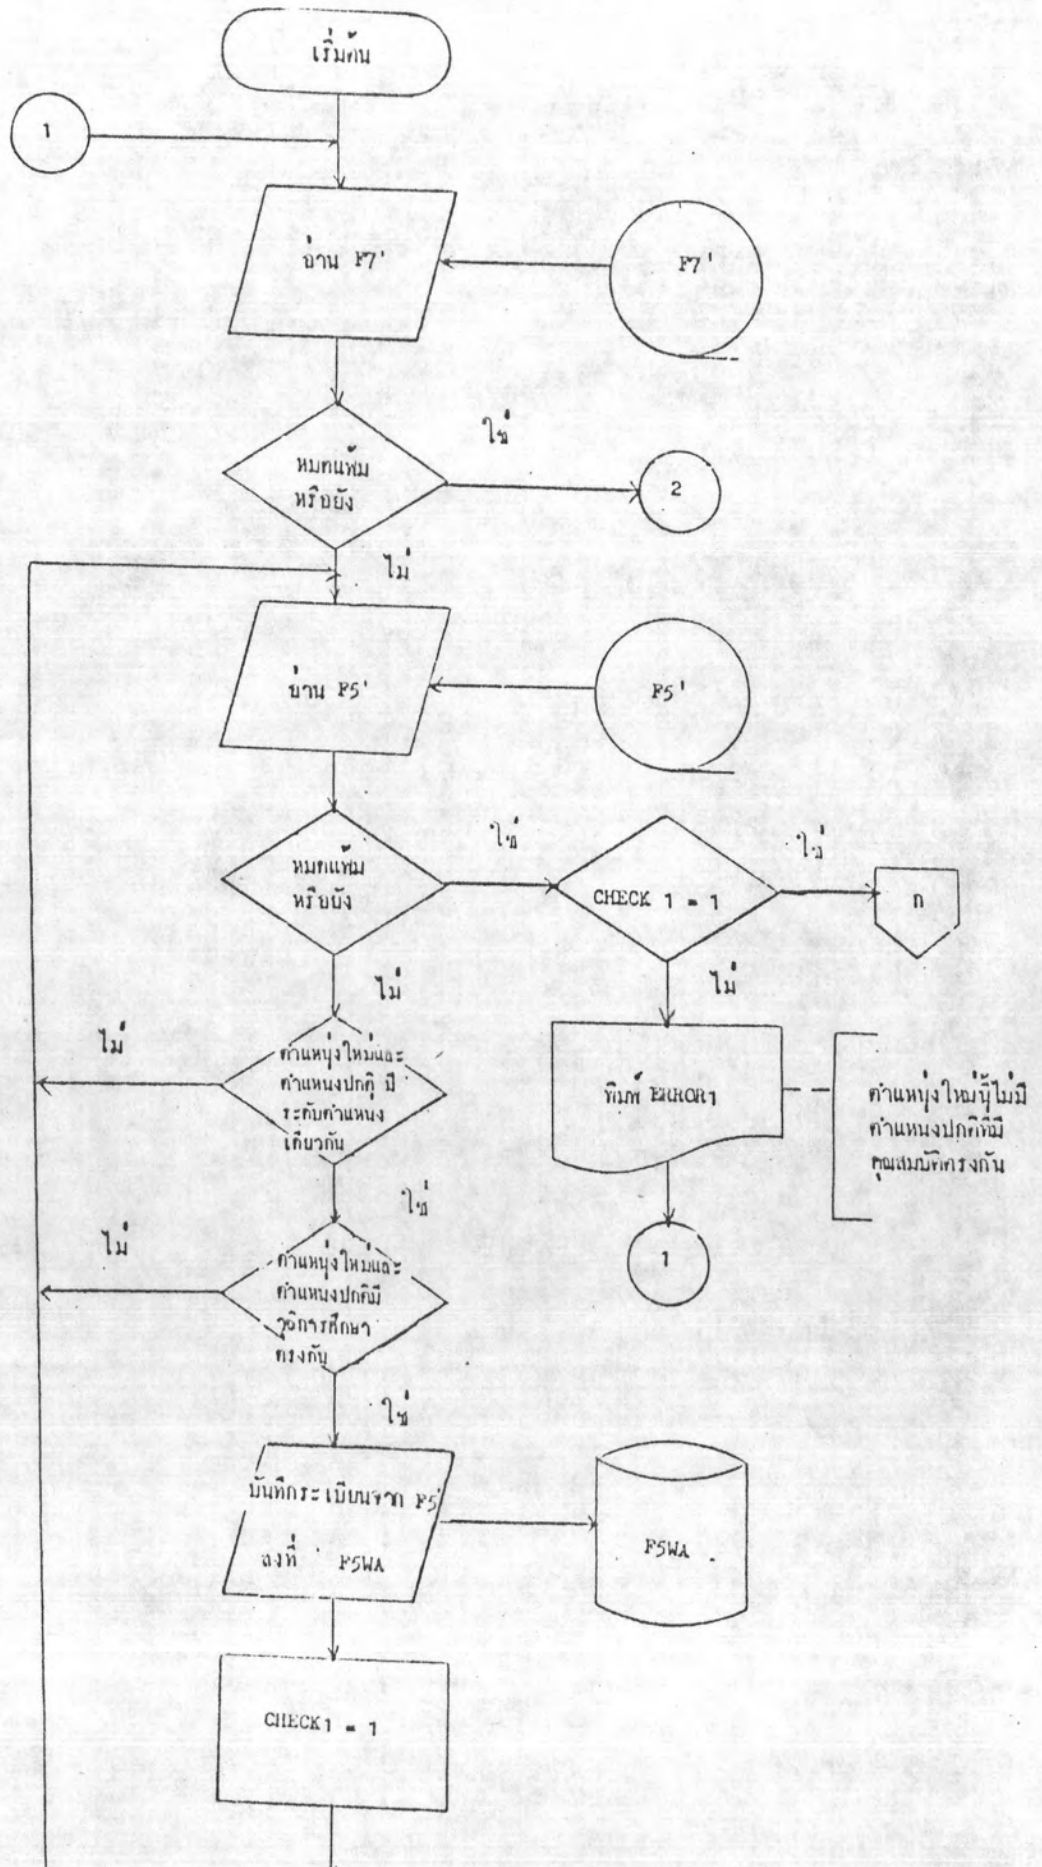 เริ่มต้น
1
อ่าน F7'
F7'
ใช่
หมดแฟ้ม
หรือยัง
2
ไม่
อ่าน F5'
F5'
ใช่
ใช่
หมดแฟ้ม
หรือยัง
CHECK 1 = 1
ก
ไม่
ไม่
ไม่
ตำแหน่งใหม่และ
ตำแหน่งปกติ มี
ระดับตำแหน่ง
เดียวกัน
พิมพ์ ERROR1
ตำแหน่งใหม่นี้ไม่มี
ตำแหน่งปกติที่มี
คุณสมบัติตรงกัน
ใช่
ไม่
ตำแหน่งใหม่และ
ตำแหน่งปกติมี
วุฒิการศึกษา
ตรงกัน
1
ใช่
บันทึกระเบียนจาก F5'
ลงที่ F5WA
F5WA
CHECK1 = 1